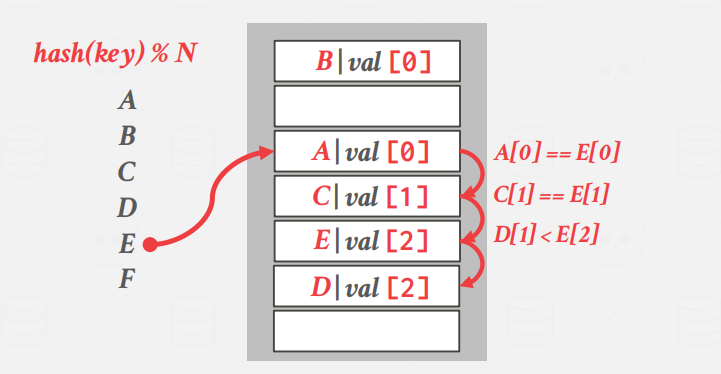 hash(key) % N
A
B
C
D
E
F
B|val [0]
A|val [0]
C|val [1]
E|val [2]
D|val [2]
A[0] == E[0]
C[1] == E[1]
D[1] < E[2]